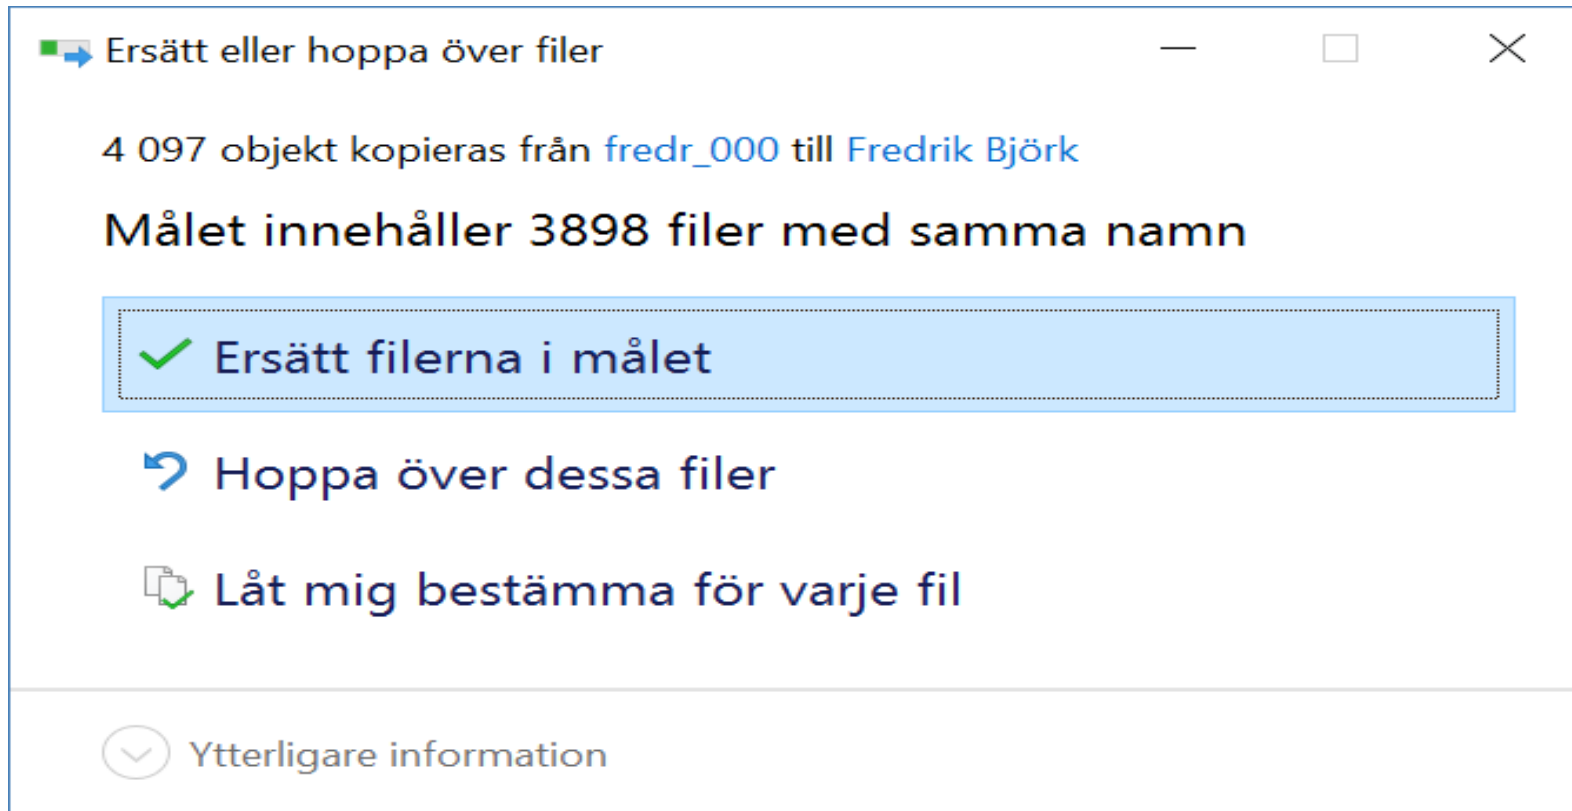 Ersätt eller hoppa över filer
4 097 objekt kopieras från fredr_000 till Fredrik Björk
Målet innehåller 3898 filer med samma namn
Ersätt filerna i målet
Hoppa över dessa filer
Låt mig bestämma för varje fil
Ytterligare information